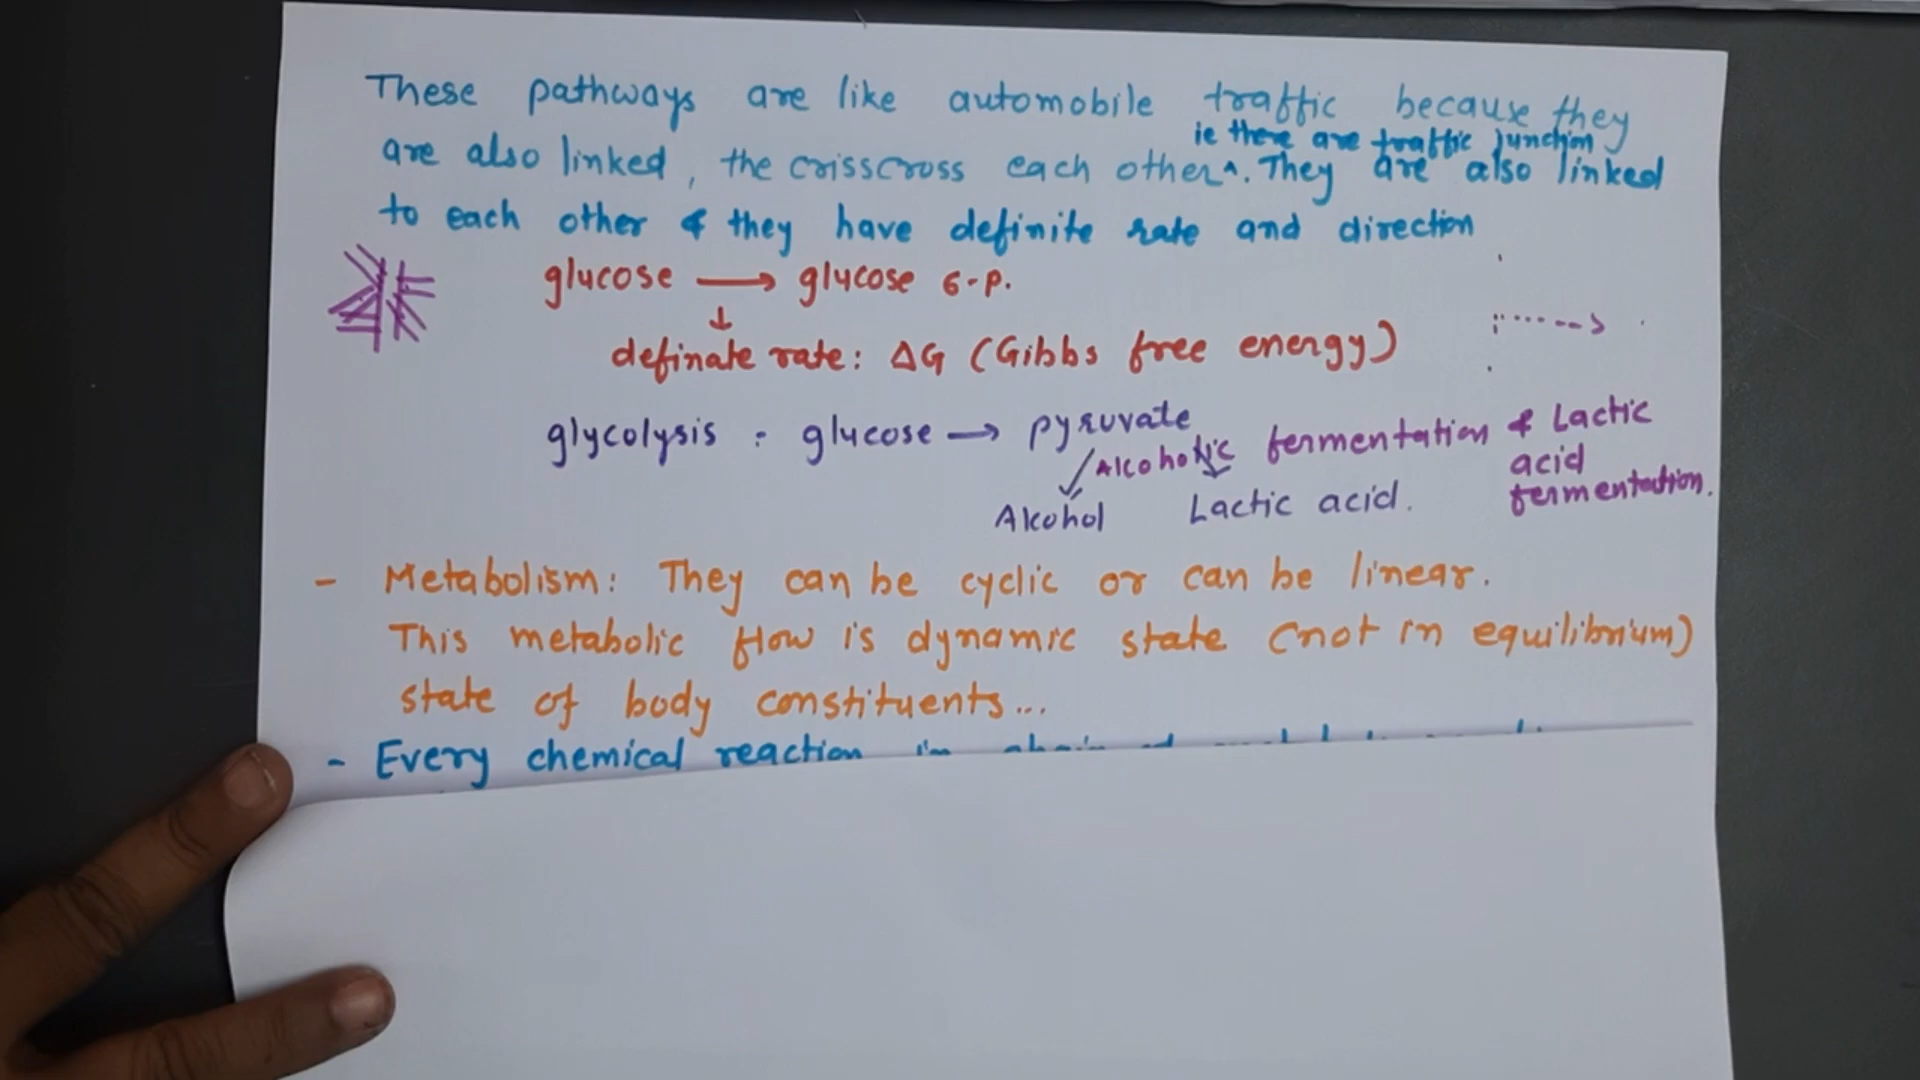 These pathways are like automobile traffic because they
ie there are traffic junction
are also linked, the crisscross each other^. They are also linked
to each other & they have definite rate and direction
glucose → glucose 6-p.
↓
definate rate: ΔG (Gibbs free energy)
glycolysis : glucose → pyruvate
Alcoholic fermentation & Lactic
acid
fermentation.
Alcohol Lactic acid.
- Metabolism: They can be cyclic or can be linear.
This metabolic flow is dynamic state (not in equilibrium)
state of body constituents...
- Every chemical reaction in